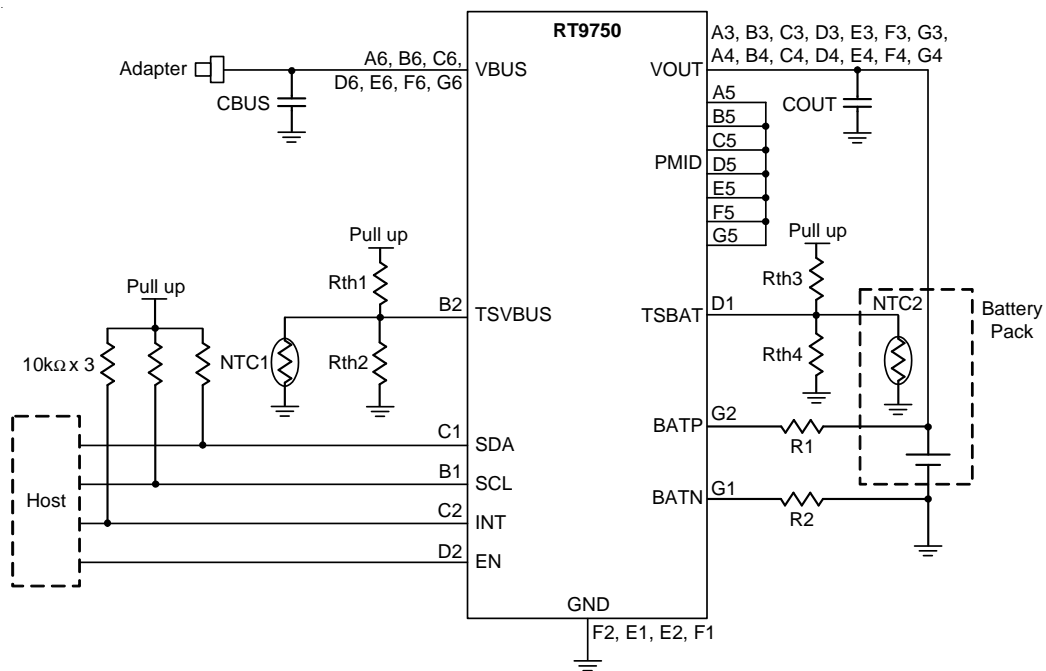 RT9750
Adapter
A6, B6, C6,
D6, E6, F6, G6
VBUS
CBUS
VOUT
A3, B3, C3, D3, E3, F3, G3,
A4, B4, C4, D4, E4, F4, G4
COUT
PMID
A5
B5
C5
D5
E5
F5
G5
Pull up
Rth1
B2
TSVBUS
NTC1
Rth2
Pull up
10kΩ x 3
Pull up
Rth3
D1
TSBAT
Rth4
NTC2
Battery
Pack
G2
BATP
R1
G1
BATN
R2
Host
C1
SDA
B1
SCL
C2
INT
D2
EN
GND
F2, E1, E2, F1